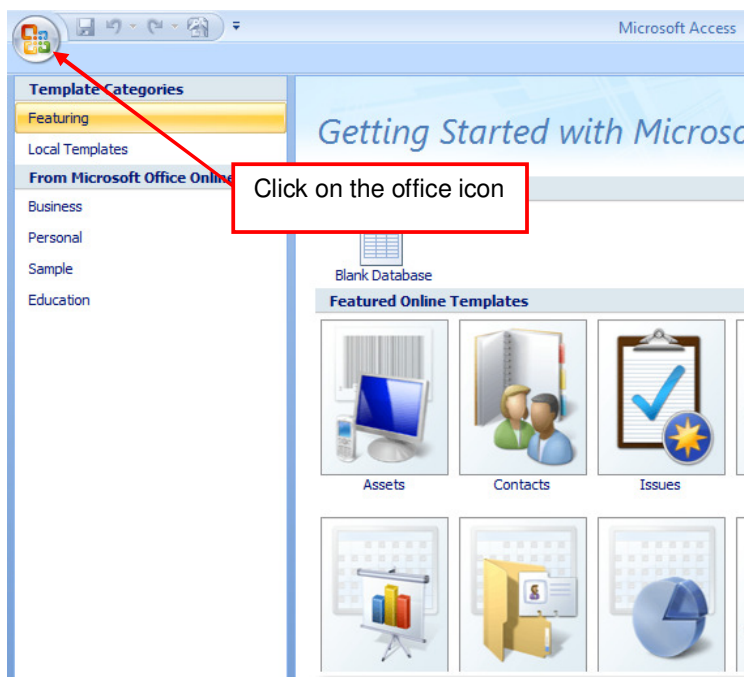 Microsoft Access
Template Categories
Featuring
Local Templates
From Microsoft Office Online
Business
Personal
Sample
Education
Getting Started with Microso
Click on the office icon
Blank Database
Featured Online Templates
Assets
Contacts
Issues